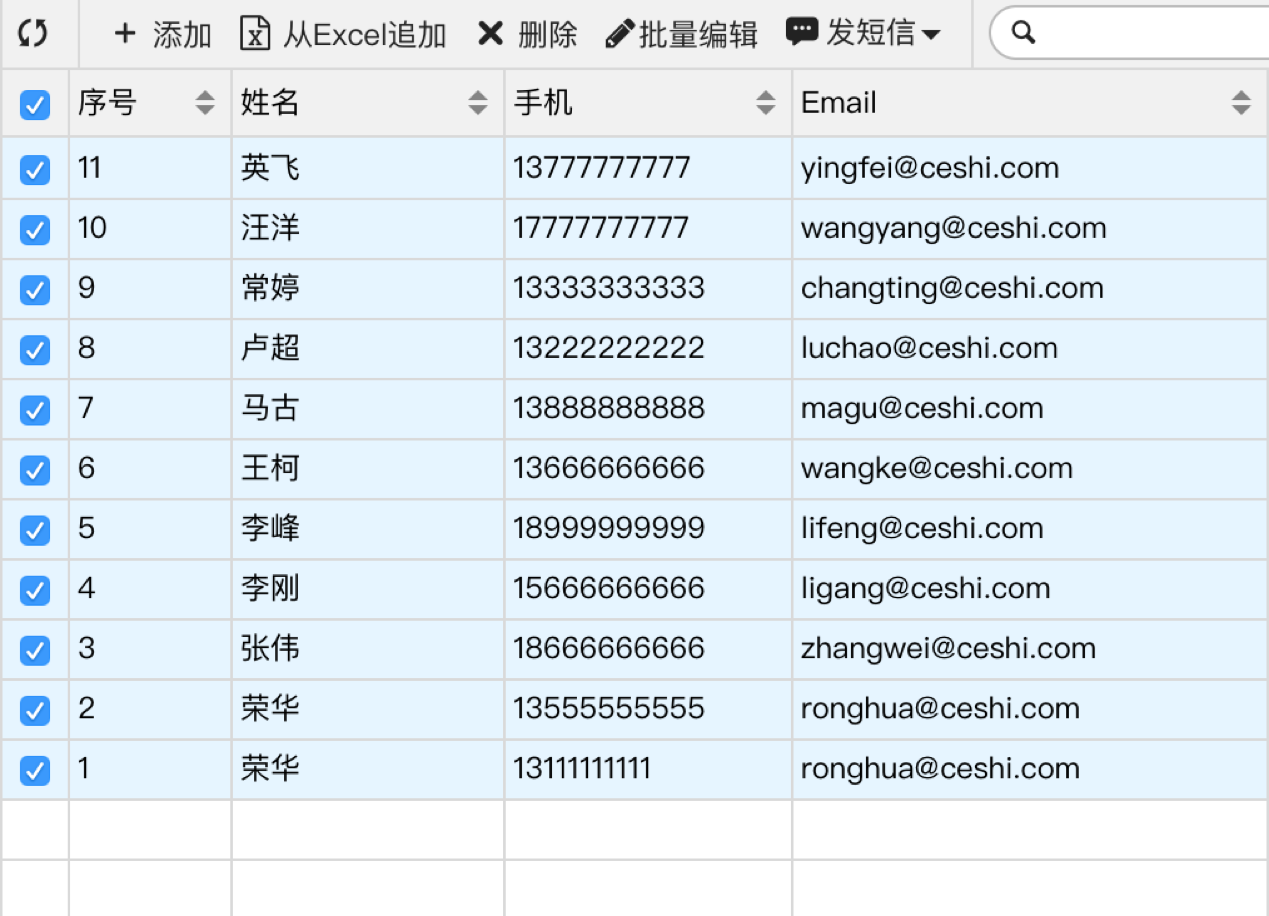 添加 从Excel追加 删除 批量编辑 发短信
序号 姓名 手机 Email
11 英飞 13777777777 yingfei@ceshi.com
10 汪洋 17777777777 wangyang@ceshi.com
9 常婷 13333333333 changting@ceshi.com
8 卢超 13222222222 luchao@ceshi.com
7 马古 13888888888 magu@ceshi.com
6 王柯 13666666666 wangke@ceshi.com
5 李峰 18999999999 lifeng@ceshi.com
4 李刚 15666666666 ligang@ceshi.com
3 张伟 18666666666 zhangwei@ceshi.com
2 荣华 13555555555 ronghua@ceshi.com
1 荣华 13111111111 ronghua@ceshi.com